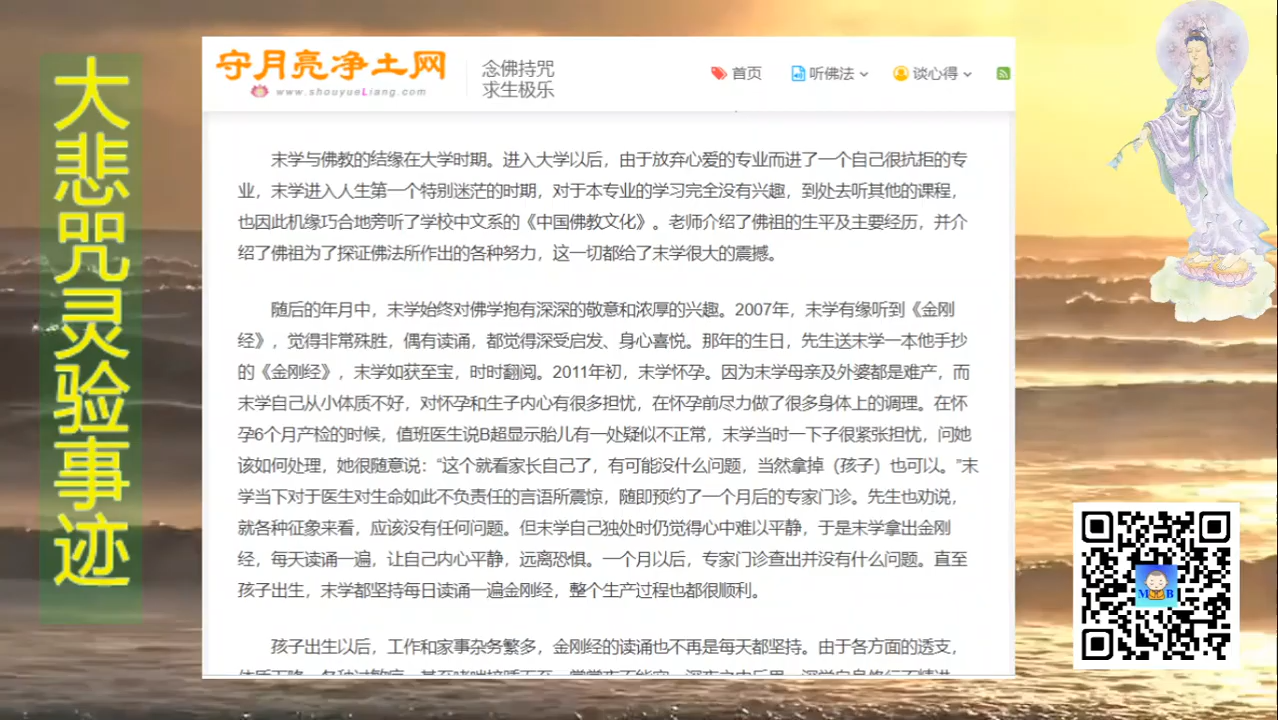 大悲咒灵验事迹
守月亮净土网
www.shouyueLiang.com
念佛持咒
求生极乐
首页
听佛法
谈心得
末学与佛教的结缘在大学时期。进入大学以后，由于放弃心爱的专业而进了一个自己很抗拒的专
业，末学进入人生第一个特别迷茫的时期，对于本专业的学习完全没有兴趣，到处去听其他的课程，
也因此机缘巧合地旁听了学校中文系的《中国佛教文化》。老师介绍了佛祖的生平及主要经历，并介
绍了佛祖为了探证佛法所作出的各种努力，这一切都给了末学很大的震撼。
随后的年月中，末学始终对佛学抱有深深的敬意和浓厚的兴趣。2007年，末学有缘听到《金刚
经》，觉得非常殊胜，偶有读诵，都觉得深受启发、身心喜悦。那年的生日，先生送末学一本他手抄
的《金刚经》，末学如获至宝，时时翻阅。2011年初，末学怀孕。因为末学母亲及外婆都是难产，而
末学自己从小体质不好，对怀孕和生子内心有很多担忧，在怀孕前尽力做了很多身体上的调理。在怀
孕6个月产检的时候，值班医生说B超显示胎儿有一处疑似不正常，末学当时一下子很紧张担忧，问她
该如何处理，她很随意说：“这个就看家长自己了，有可能没什么问题，当然拿掉（孩子）也可以。”末
学当下对于医生对生命如此不负责任的言语所震惊，随即预约了一个月后的专家门诊。先生也劝说，
就各种征象来看，应该没有任何问题。但末学自己独处时仍觉得心中难以平静，于是末学拿出金刚
经，每天读诵一遍，让自己内心平静，远离恐惧。一个月以后，专家门诊查出并没有什么问题。直至
孩子出生，末学都坚持每日读诵一遍金刚经，整个生产过程也都很顺利。
孩子出生以后，工作和家事杂务繁多，金刚经的读诵也不再是每天都坚持。由于各方面的透支，
M B